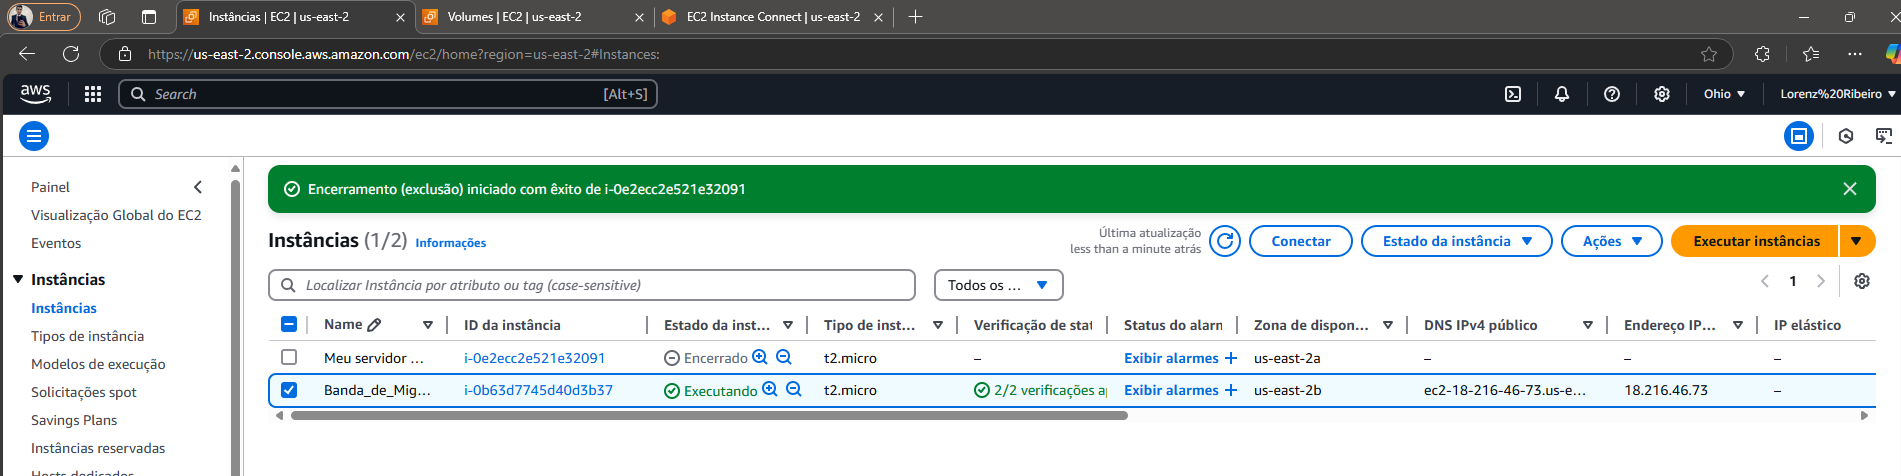 Entrar
Instâncias | EC2 | us-east-2
Volumes | EC2 | us-east-2
EC2 Instance Connect | us-east-2
https://us-east-2.console.aws.amazon.com/ec2/home?region=us-east-2#Instances:
aws
Search
[Alt+S]
Ohio
Lorenz%20Ribeiro
Painel
Visualização Global do EC2
Eventos
Instâncias
Instâncias
Tipos de instância
Modelos de execução
Solicitações spot
Savings Plans
Instâncias reservadas
Hosts dedicados
Encerramento (exclusão) iniciado com êxito de i-0e2ecc2e521e32091
Instâncias (1/2) Informações
Última atualização
less than a minute atrás
Conectar
Estado da instância
Ações
Executar instâncias
Localizar Instância por atributo ou tag (case-sensitive)
Todos os ...
1
Name ID da instância Estado da inst... Tipo de inst... Verificação de stat Status do alarn Zona de dispon... DNS IPv4 público Endereço IP... IP elástico
Meu servidor ... i-0e2ecc2e521e32091 Encerrado t2.micro – Exibir alarmes + us-east-2a – – –
Banda_de_Mig... i-0b63d7745d40d3b37 Executando t2.micro 2/2 verificações a Exibir alarmes + us-east-2b ec2-18-216-46-73.us-e... 18.216.46.73 –